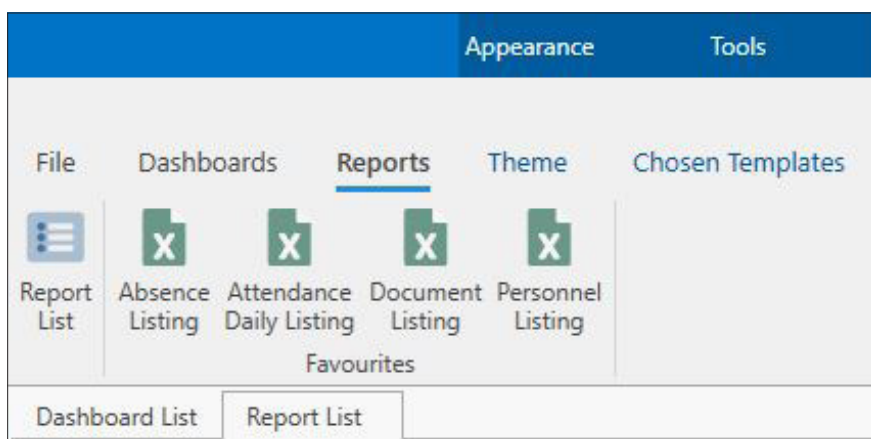 Appearance Tools
File Dashboards Reports Theme Chosen Templates
Report List
Absence Listing
Attendance Daily Listing
Document Listing
Personnel Listing
Favourites
Dashboard List Report List